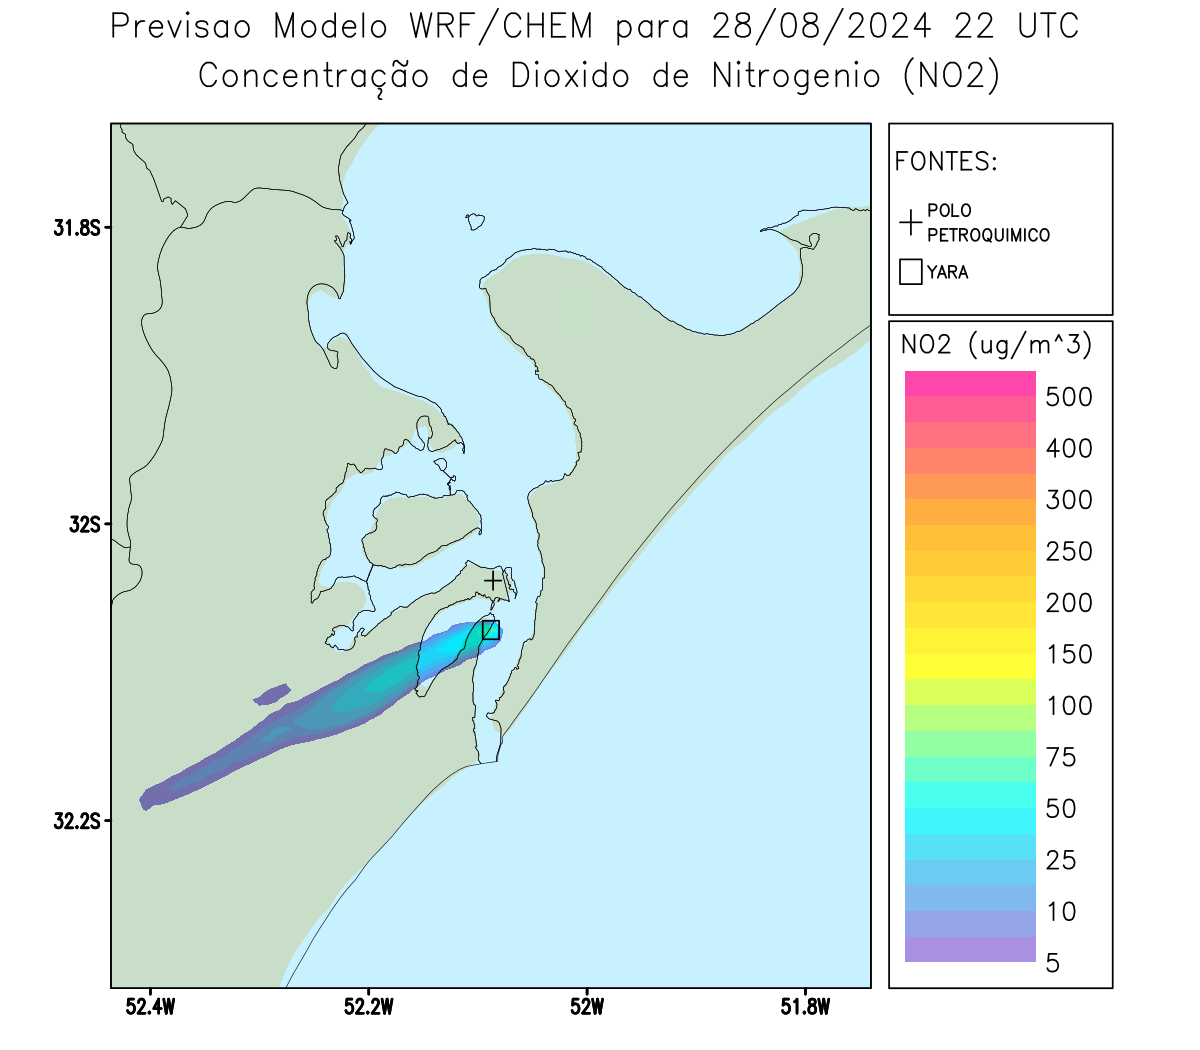 Previsao Modelo WRF/CHEM para 28/08/2024 22 UTC
Concentração de Dioxido de Nitrogenio (NO2)
FONTES:
POLO
PETROQUIMICO
YARA
NO2 (ug/m^3)
500
400
300
250
200
150
100
75
50
25
10
5
31.8S
32S
32.2S
52.4W
52.2W
52W
51.8W